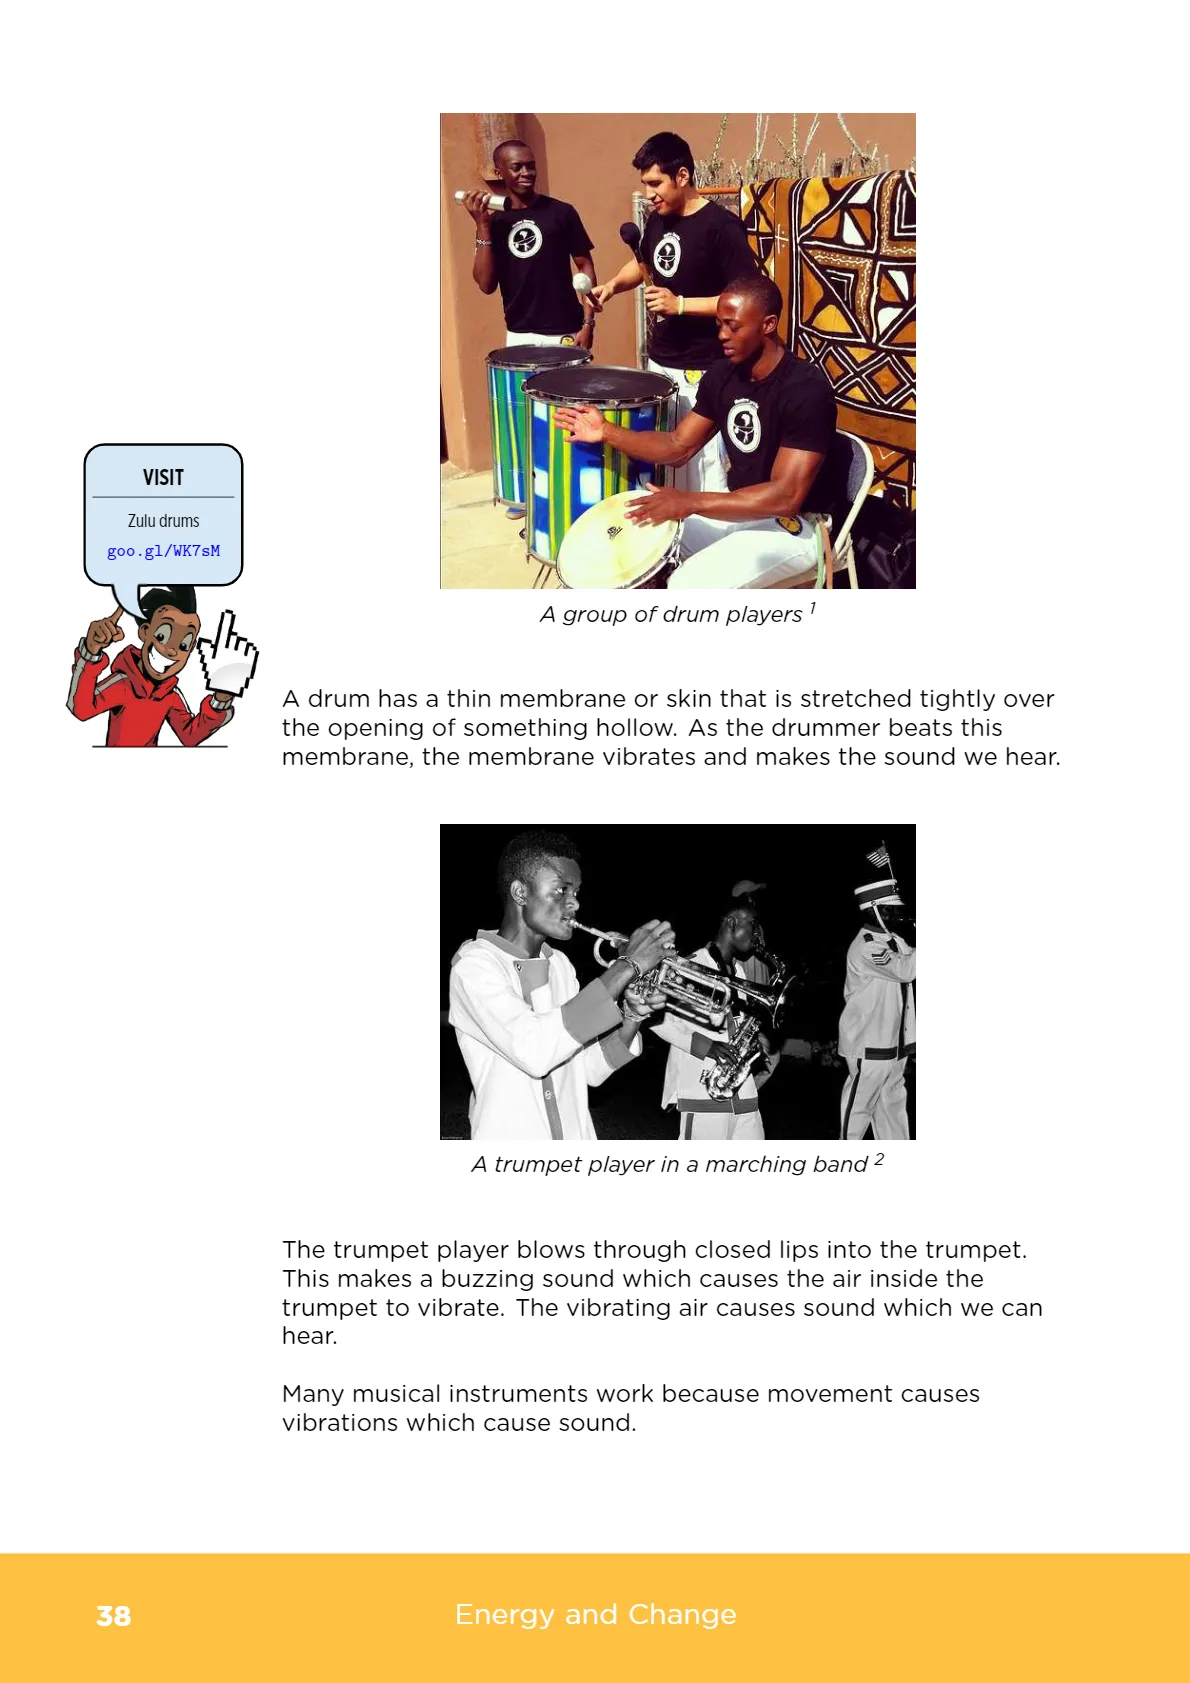 VISIT
Zulu drums
goo.gl/WK7sM
A group of drum players 1
A drum has a thin membrane or skin that is stretched tightly over
the opening of something hollow. As the drummer beats this
membrane, the membrane vibrates and makes the sound we hear.
A trumpet player in a marching band 2
The trumpet player blows through closed lips into the trumpet.
This makes a buzzing sound which causes the air inside the
trumpet to vibrate. The vibrating air causes sound which we can
hear.
Many musical instruments work because movement causes
vibrations which cause sound.
38
Energy and Change